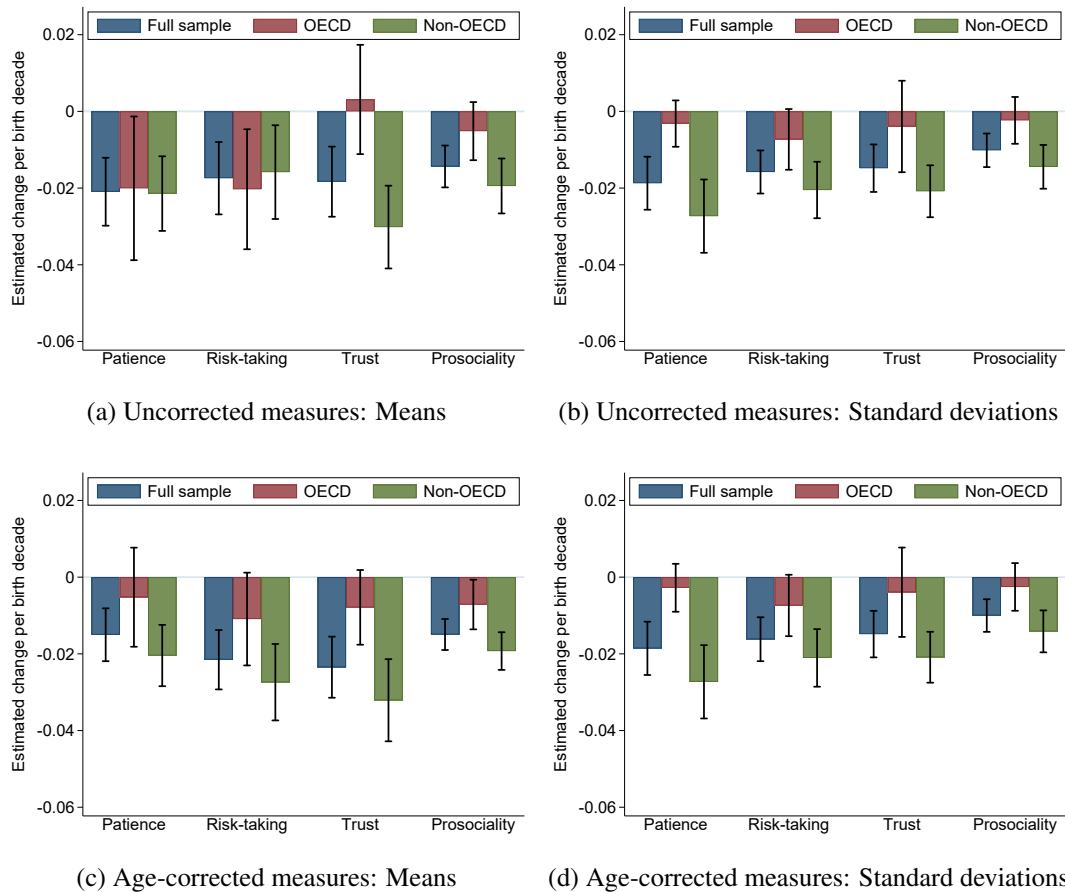 Full sample OECD Non-OECD
Estimated change per birth decade
0.02
0
-0.02
-0.04
-0.06
Patience Risk-taking Trust Prosociality
(a) Uncorrected measures: Means
Full sample OECD Non-OECD
Estimated change per birth decade
0.02
0
-0.02
-0.04
-0.06
Patience Risk-taking Trust Prosociality
(b) Uncorrected measures: Standard deviations
Full sample OECD Non-OECD
Estimated change per birth decade
0.02
0
-0.02
-0.04
-0.06
Patience Risk-taking Trust Prosociality
(c) Age-corrected measures: Means
Full sample OECD Non-OECD
Estimated change per birth decade
0.02
0
-0.02
-0.04
-0.06
Patience Risk-taking Trust Prosociality
(d) Age-corrected measures: Standard deviations